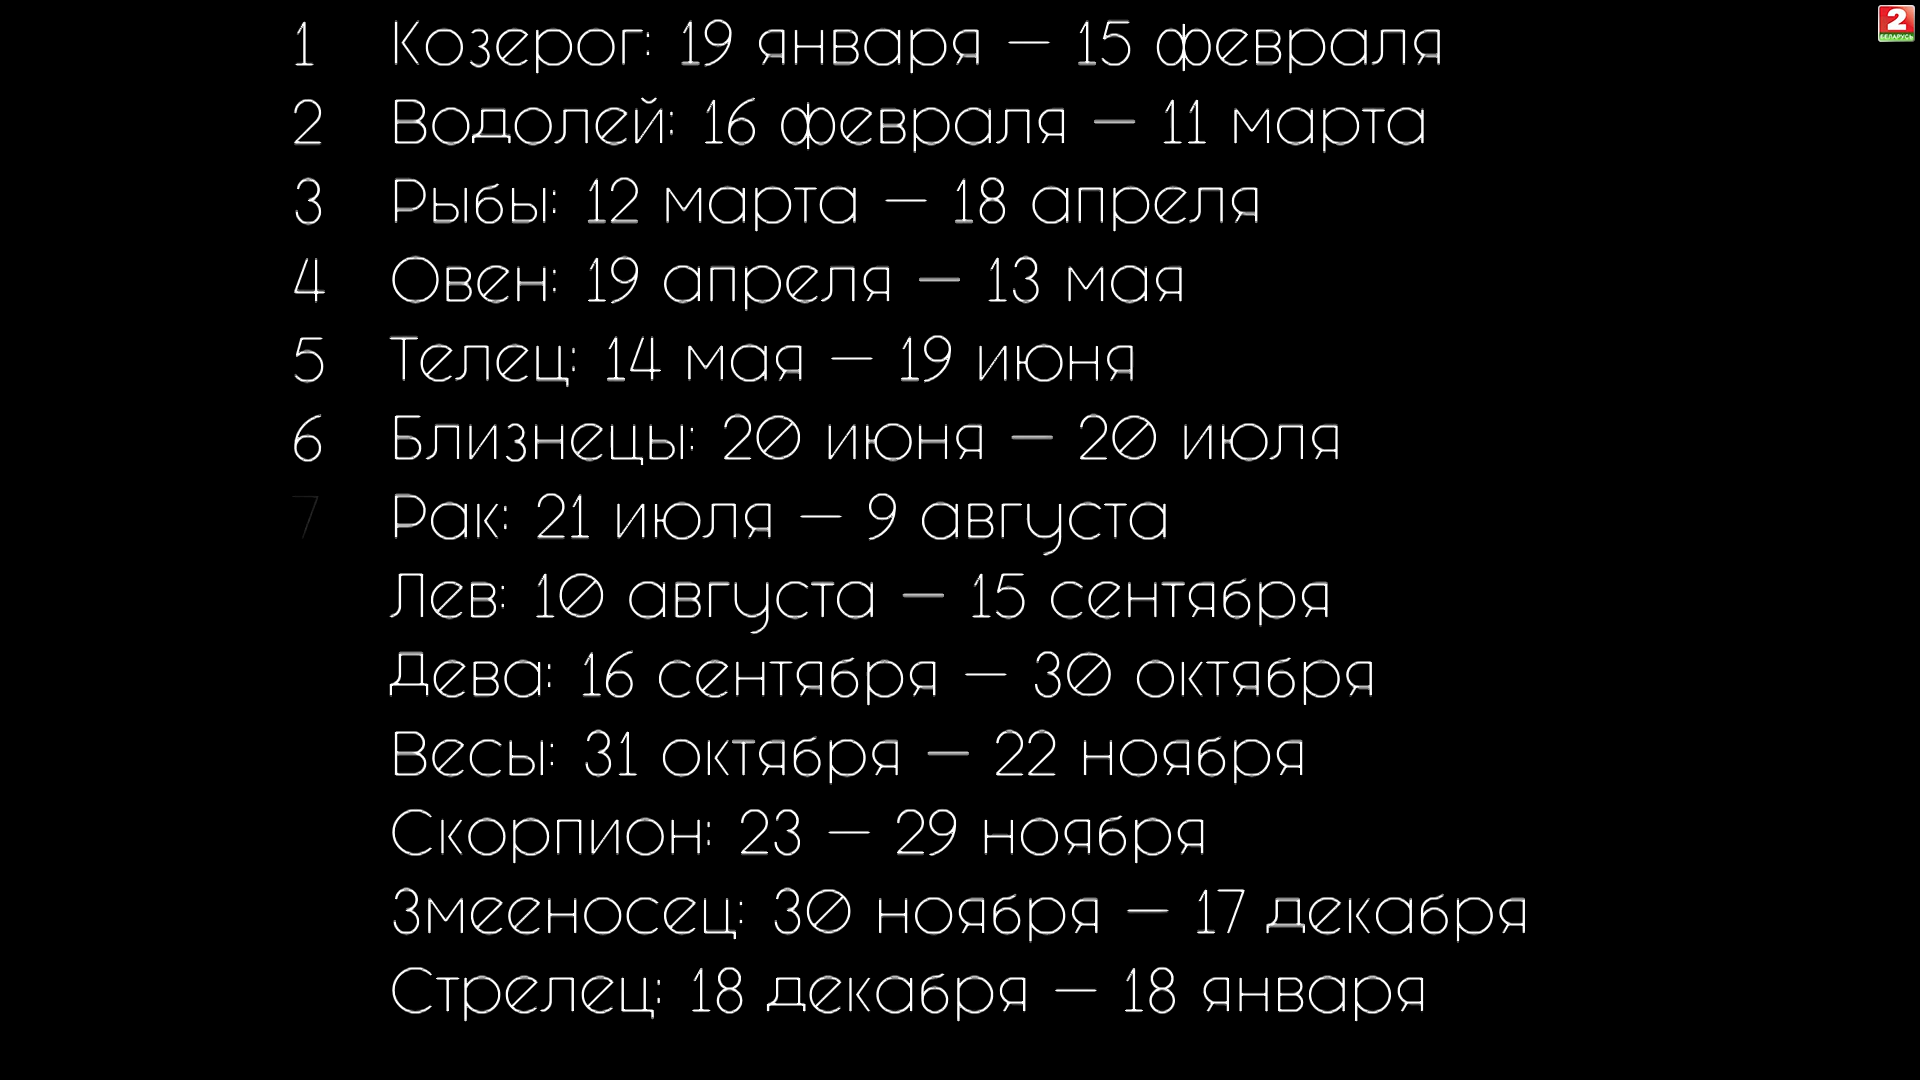 1 Козерог: 19 января — 15 февраля
2
БЕЛАРУСЬ
2 Водолей: 16 февраля — 11 марта
3 Рыбы: 12 марта — 18 апреля
4 Овен: 19 апреля — 13 мая
5 Телец: 14 мая — 19 июня
6 Близнецы: 20 июня — 20 июля
7 Рак: 21 июля — 9 августа
Лев: 10 августа — 15 сентября
Дева: 16 сентября — 30 октября
Весы: 31 октября — 22 ноября
Скорпион: 23 — 29 ноября
Змееносец: 30 ноября — 17 декабря
Стрелец: 18 декабря — 18 января